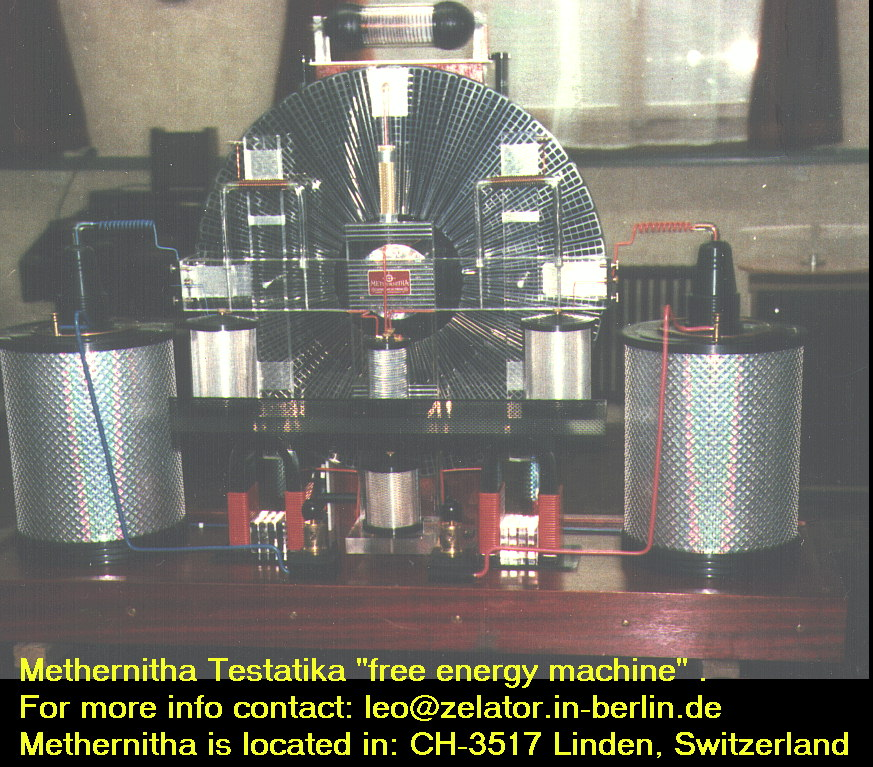 METHERNITHA
Methernitha Testatika "free energy machine" .
For more info contact: leo@zelator.in-berlin.de
Methernitha is located in: CH-3517 Linden, Switzerland